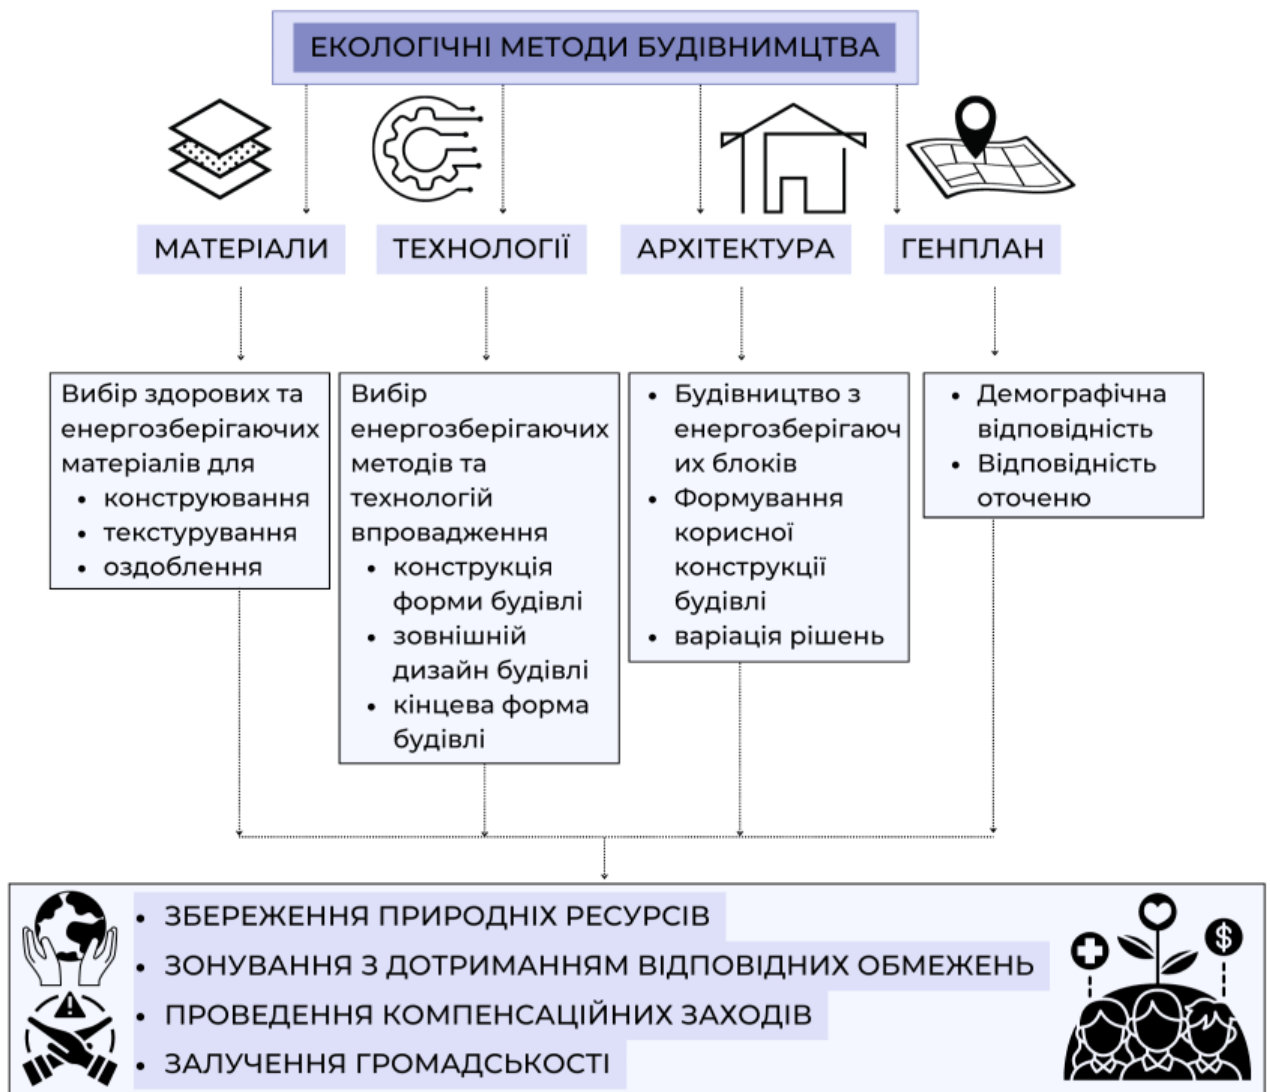 ЕКОЛОГІЧНІ МЕТОДИ БУДІВНИМЦТВА
МАТЕРІАЛИ
ТЕХНОЛОГІЇ
АРХІТЕКТУРА
ГЕНПЛАН
Вибір здорових та
енергозберігаючих
матеріалів для
• конструювання
• текстурування
• оздоблення
Вибір
енергозберігаючих
методів та
технологій
впровадження
• конструкція
форми будівлі
• зовнішній
дизайн будівлі
• кінцева форма
будівлі
• Будівництво з
енергозберігаюч
их блоків
• Формування
корисної
конструкції
будівлі
• варіація рішень
• Демографічна
відповідність
• Відповідність
оточеню
• ЗБЕРЕЖЕННЯ ПРИРОДНІХ РЕСУРСІВ
• ЗОНУВАННЯ З ДОТРИМАННЯМ ВІДПОВІДНИХ ОБМЕЖЕНЬ
• ПРОВЕДЕННЯ КОМПЕНСАЦІЙНИХ ЗАХОДІВ
• ЗАЛУЧЕННЯ ГРОМАДСЬКОСТІ